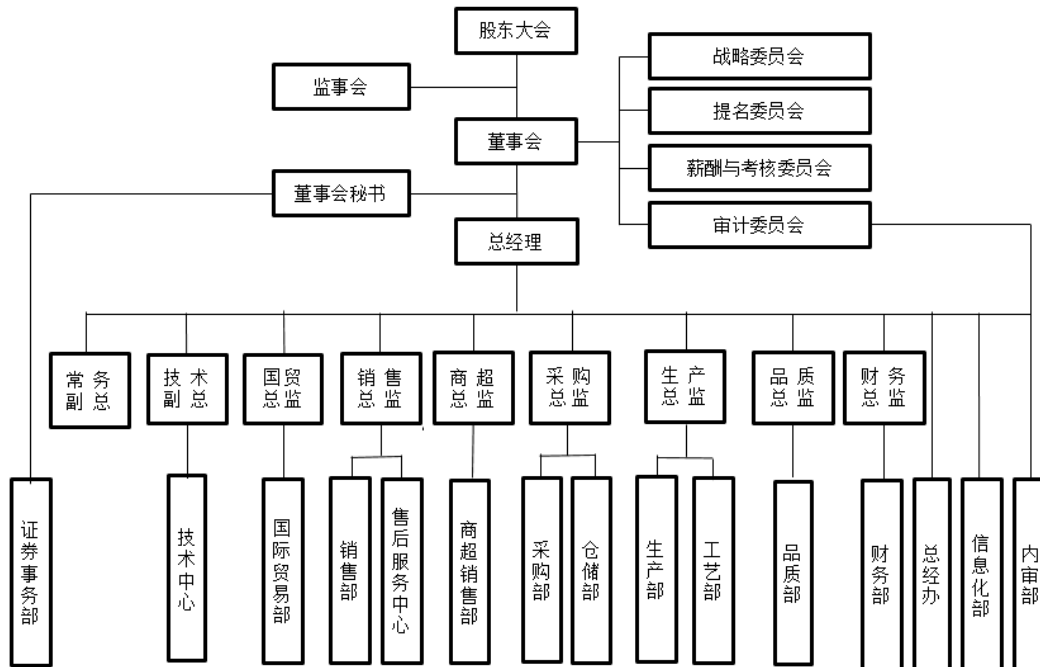 股东大会
战略委员会
监事会
提名委员会
董事会
薪酬与考核委员会
董事会秘书
审计委员会
总经理
常务
副总
技术
副总
国贸
总监
销售
总监
商超
总监
采购
总监
生产
总监
品质
总监
财务
总监
证券事务部
技术中心
国际贸易部
销售部
售后服务中心
商超销售部
采购部
仓储部
生产部
工艺部
品质部
财务部
总经办
信息化部
内审部